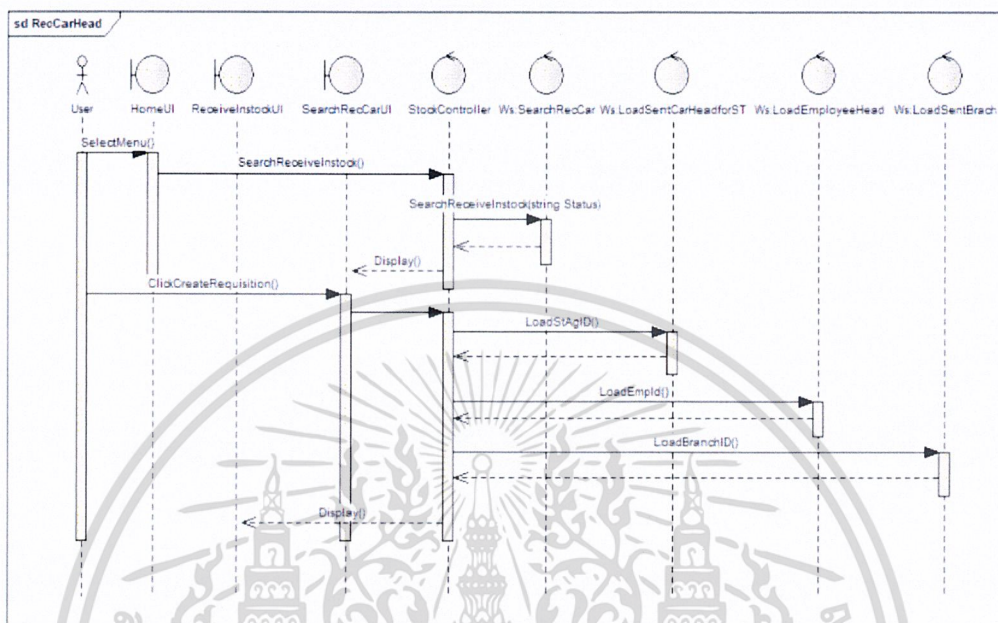 sd RecCarHead
User HomeUI ReceiveInstockUI SearchRecCarUI StockController Ws:SearchRecCar Ws:LoadSentCarHeadforST Ws:LoadEmployeeHead Ws:LoadSentBrach
SelectMenu()
SearchReceiveInstock()
SearchReceiveInstock(string Status)
Display()
ClickCreateRequisition()
LoadStAgID()
LoadEmpId()
LoadBranchID()
Display()